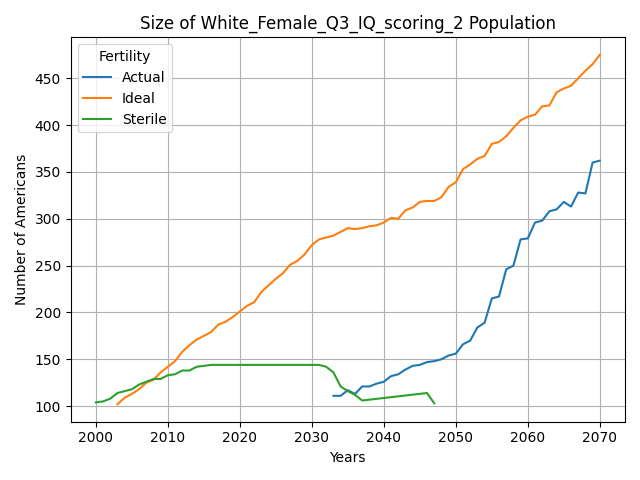 Size of White_Female_Q3_IQ_scoring_2 Population
Fertility
Actual
Ideal
Sterile
Number of Americans
450
400
350
300
250
200
150
100
2000 2010 2020 2030 2040 2050 2060 2070
Years